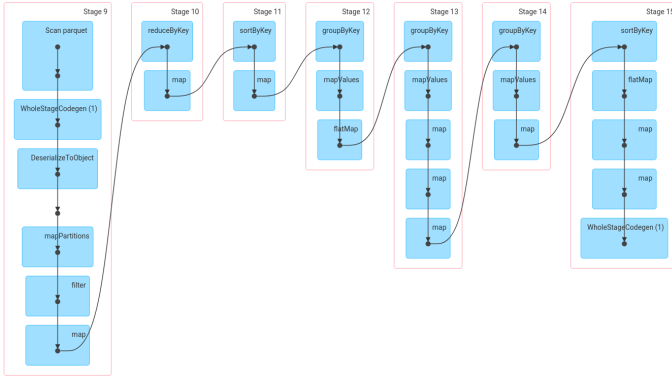 Stage 9
Scan parquet
WholeStageCodegen (1)
DeserializeToObject
mapPartitions
filter
map
Stage 10
reduceByKey
map
Stage 11
sortByKey
map
Stage 12
groupByKey
mapValues
flatMap
Stage 13
groupByKey
mapValues
map
map
map
Stage 14
groupByKey
mapValues
map
Stage 15
sortByKey
flatMap
map
map
WholeStageCodegen (1)